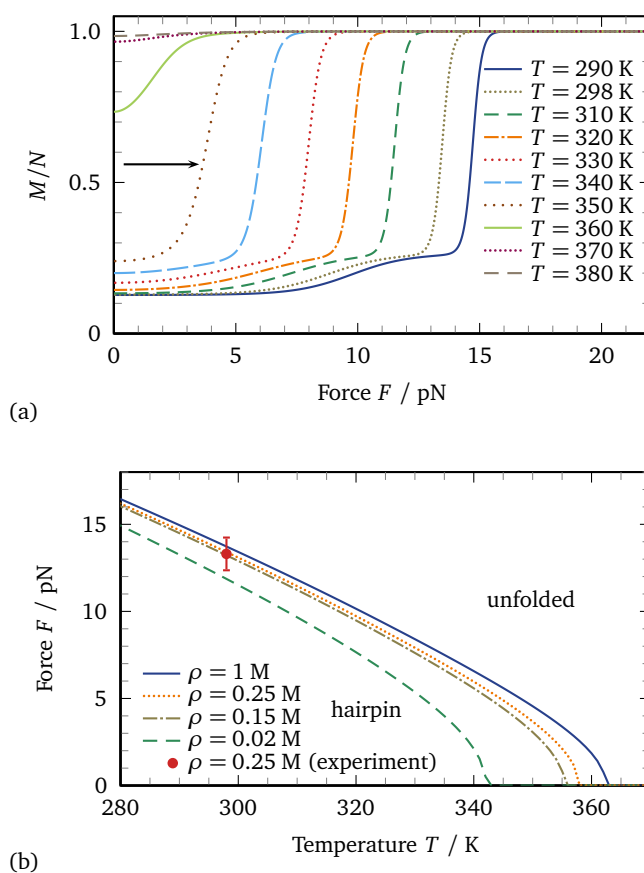 1.0
0.5
0
M/N
0 5 10 15 20
Force F / pN
T = 290 K
T = 298 K
T = 310 K
T = 320 K
T = 330 K
T = 340 K
T = 350 K
T = 360 K
T = 370 K
T = 380 K
(a)
15
10
5
0
Force F / pN
unfolded
hairpin
ρ = 1 M
ρ = 0.25 M
ρ = 0.15 M
ρ = 0.02 M
ρ = 0.25 M (experiment)
280 300 320 340 360
Temperature T / K
(b)